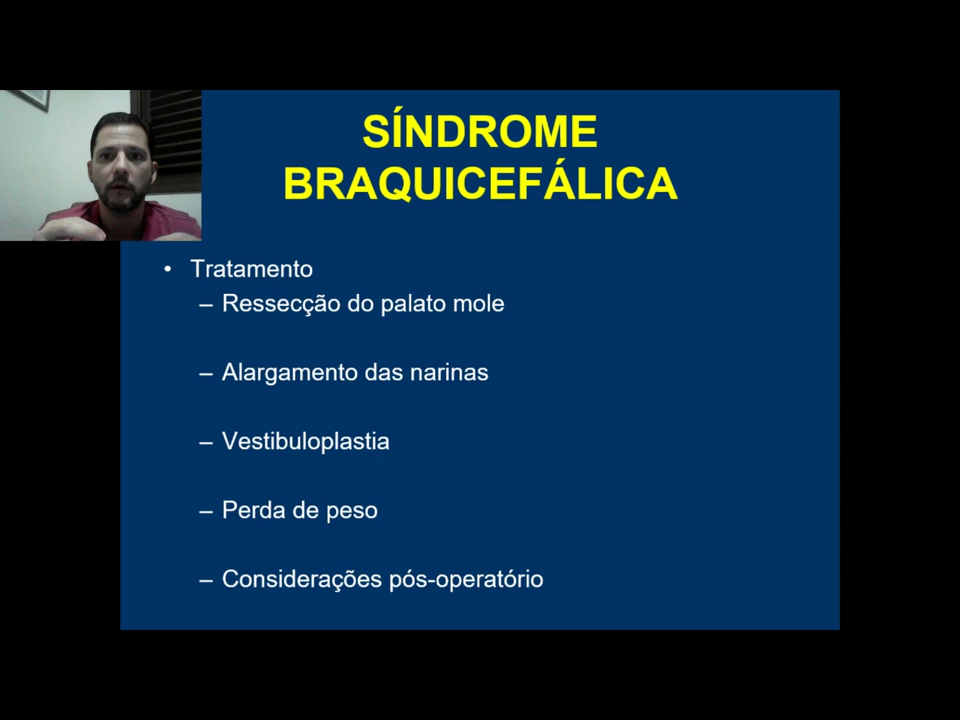 SÍNDROME
BRAQUICEFÁLICA
• Tratamento
– Ressecção do palato mole
– Alargamento das narinas
– Vestibuloplastia
– Perda de peso
– Considerações pós-operatório